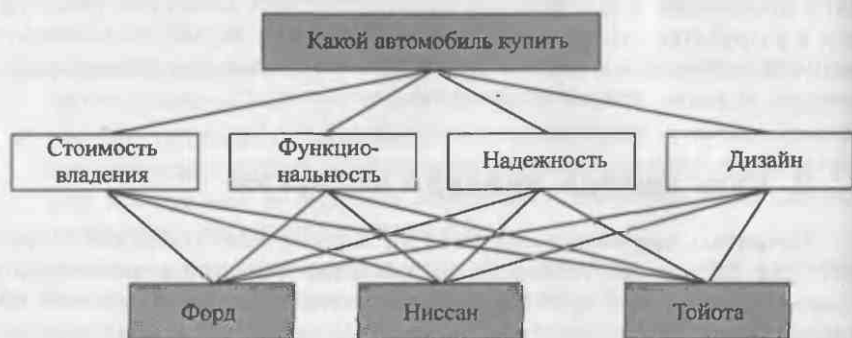 Какой автомобиль купить
Стоимость
владения
Функцио-
нальность
Надежность
Дизайн
Форд
Ниссан
Тойота